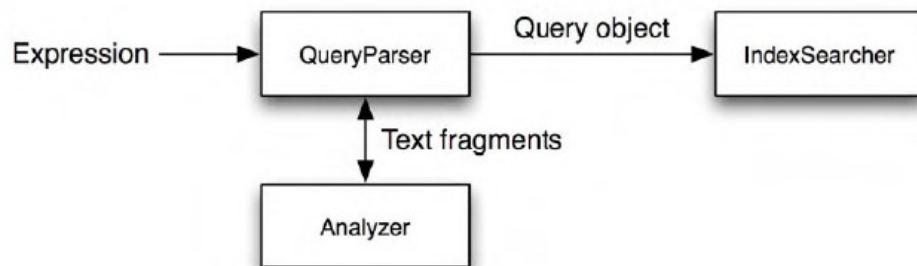 Query object
Expression
QueryParser
IndexSearcher
Text fragments
Analyzer